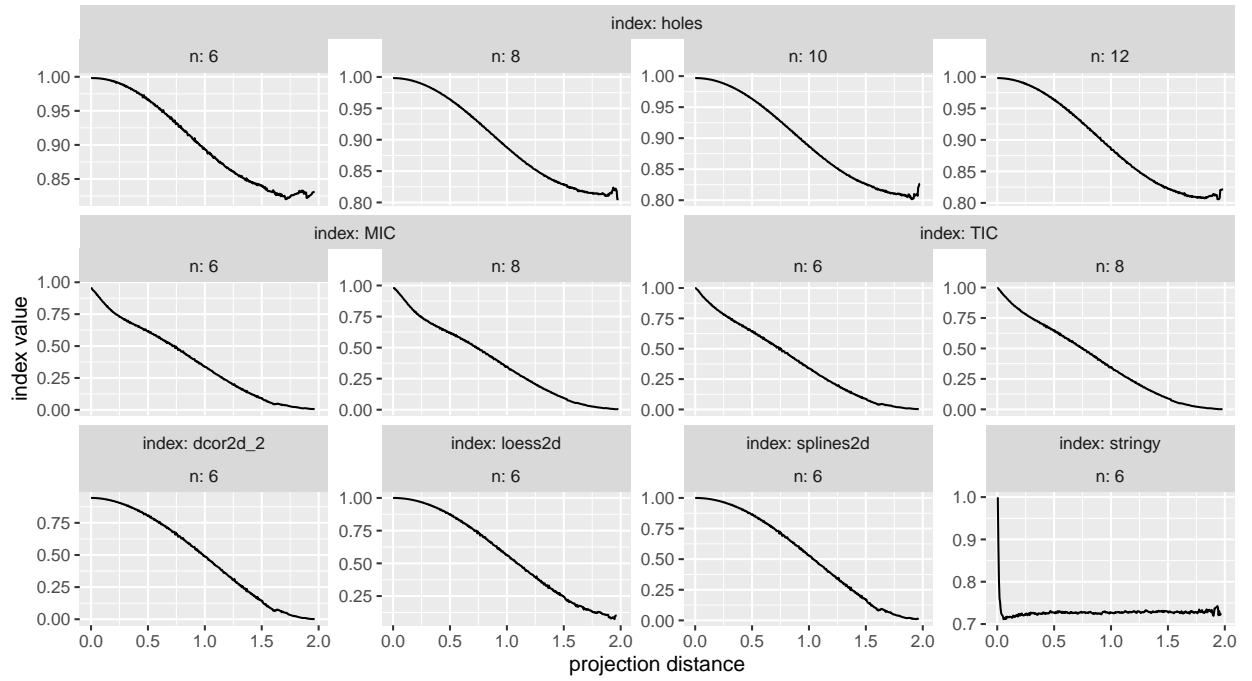 index: holes
n: 6 n: 8 n: 10 n: 12
1.00 1.00 1.00 1.00
0.95 0.95 0.95 0.95
0.90 0.90 0.90 0.90
0.85 0.85 0.85 0.85
0.80 0.80 0.80
index: MIC index: TIC
n: 6 n: 8 n: 6 n: 8
1.00 1.00 1.00 1.00
0.75 0.75 0.75 0.75
0.50 0.50 0.50 0.50
0.25 0.25 0.25 0.25
0.00 0.00 0.00 0.00
index value
index: dcor2d_2 index: loess2d index: splines2d index: stringy
n: 6 n: 6 n: 6 n: 6
1.00 1.00 1.0
0.75 0.75 0.75 0.9
0.50 0.50 0.50 0.8
0.25 0.25 0.25
0.00 0.00 0.7
0.0 0.5 1.0 1.5 2.0 0.0 0.5 1.0 1.5 2.0 0.0 0.5 1.0 1.5 2.0 0.0 0.5 1.0 1.5 2.0
projection distance